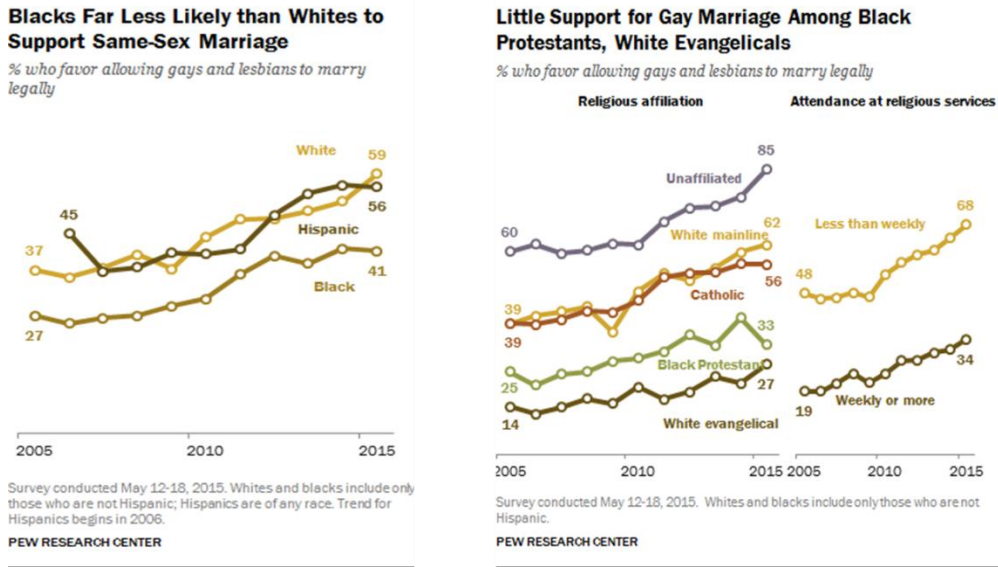 Blacks Far Less Likely than Whites to
Support Same-Sex Marriage
% who favor allowing gays and lesbians to marry
legally
White
59
45
56
Hispanic
37
41
Black
27
2005
2010
2015
Survey conducted May 12-18, 2015. Whites and blacks include only
those who are not Hispanic; Hispanics are of any race. Trend for
Hispanics begins in 2006.
PEW RESEARCH CENTER
Little Support for Gay Marriage Among Black
Protestants, White Evangelicals
% who favor allowing gays and lesbians to marry legally
Religious affiliation
85
Unaffiliated
60
62
White mainline
56
Catholic
39
39
33
Black Protestant
25
27
14
White evangelical
2005
2010
2015
Attendance at religious services
68
Less than weekly
48
34
Weekly or more
19
2005
2010
2015
Survey conducted May 12-18, 2015. Whites and blacks include only those who are not
Hispanic.
PEW RESEARCH CENTER